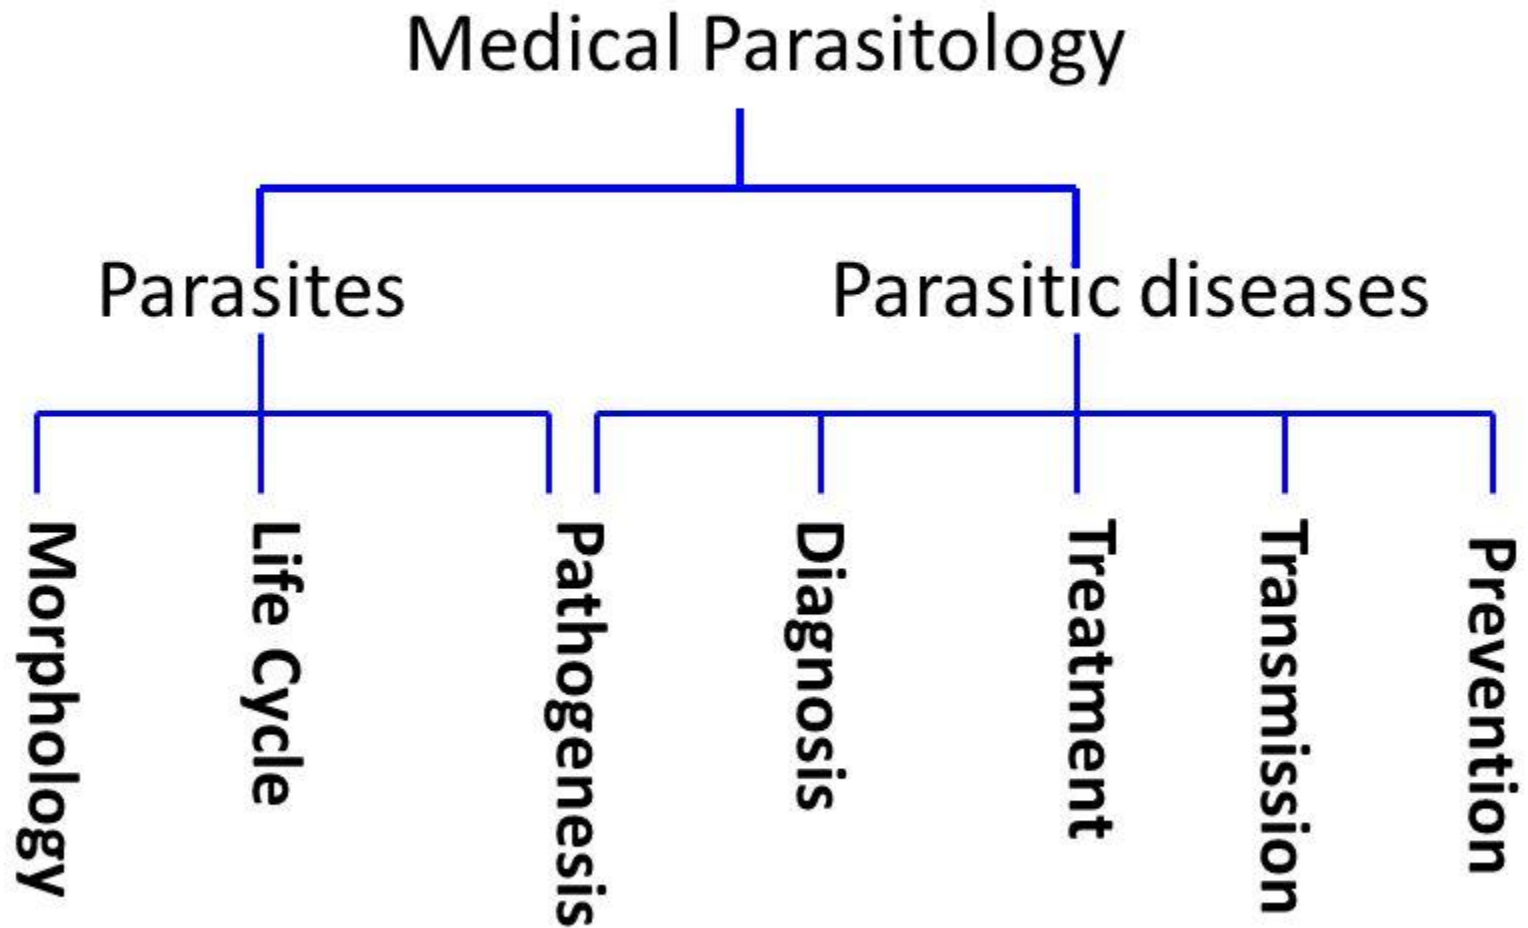 Medical Parasitology
Parasites
Parasitic diseases
Morphology
Life Cycle
Pathogenesis
Diagnosis
Treatment
Transmission
Prevention